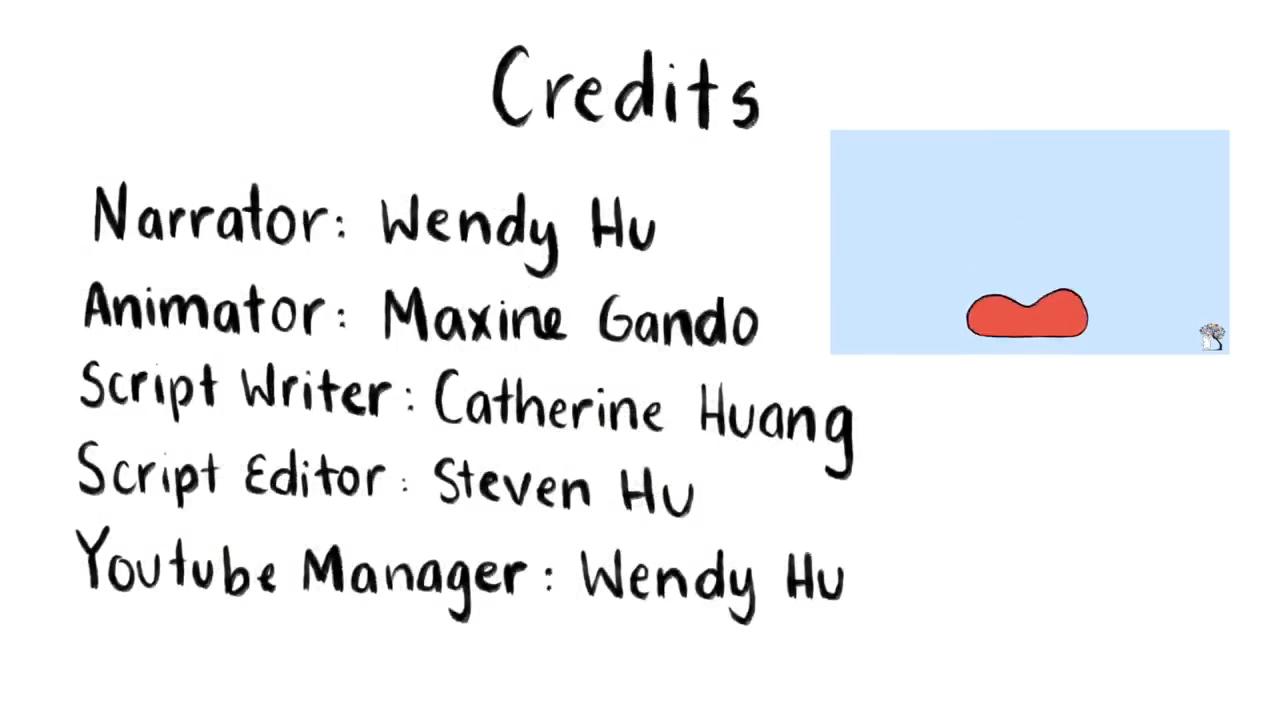 Credits
Narrator: Wendy Hu
Animator: Maxine Gando
Script Writer: Catherine Huang
Script Editor: Steven Hu
Youtube Manager: Wendy Hu